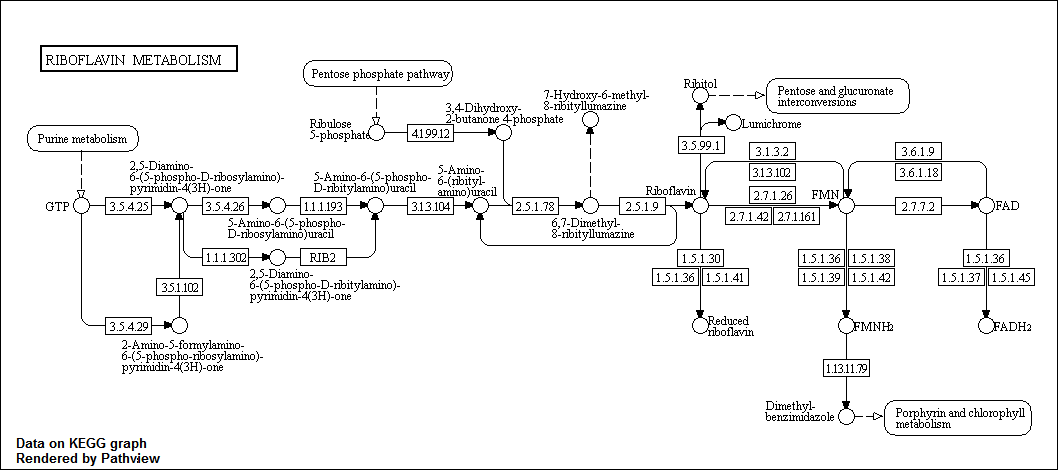 RIBOFLAVIN METABOLISM
Pentose phosphate pathway
Ribitol
Pentose and glucuronate
interconversions
7-Hydroxy-6-methyl-
8-ribityllumazine
3,4-Dihydroxy-
2-butanone 4-phosphate
Ribulose
5-phosphate
4.1.99.12
Lumichrome
3.5.99.1
Purine metabolism
3.1.3.2
3.1.3.102
3.6.1.9
3.6.1.18
2,5-Diamino-
6-(5-phospho-D-ribosylamino)-
pyrimidin-4(3H)-one
5-Amino-6-(5-phospho-
D-ribitylamino)uracil
5-Amino-
6-(ribityl-
amino)uracil
Riboflavin
FMN
FAD
GTP
3.5.4.25
3.5.4.26
1.1.1.193
3.1.3.104
2.5.1.78
2.5.1.9
2.7.1.26
2.7.1.42
2.7.1.161
2.7.7.2
5-Amino-6-(5-phospho-
D-ribosylamino)uracil
6,7-Dimethyl-
8-ribityllumazine
1.1.1.302
RIB2
2,5-Diamino-
6-(5-phospho-D-ribitylamino)-
pyrimidin-4(3H)-one
3.5.1.102
1.5.1.30
1.5.1.36
1.5.1.41
1.5.1.36
1.5.1.38
1.5.1.39
1.5.1.42
1.5.1.36
1.5.1.37
1.5.1.45
3.5.4.29
2-Amino-5-formylamino-
6-(5-phospho-ribosylamino)-
pyrimidin-4(3H)-one
Reduced
riboflavin
FMNH2
FADH2
1.13.11.79
Dimethyl-
benzimidazole
Porphyrin and chlorophyll
metabolism
Data on KEGG graph
Rendered by Pathview